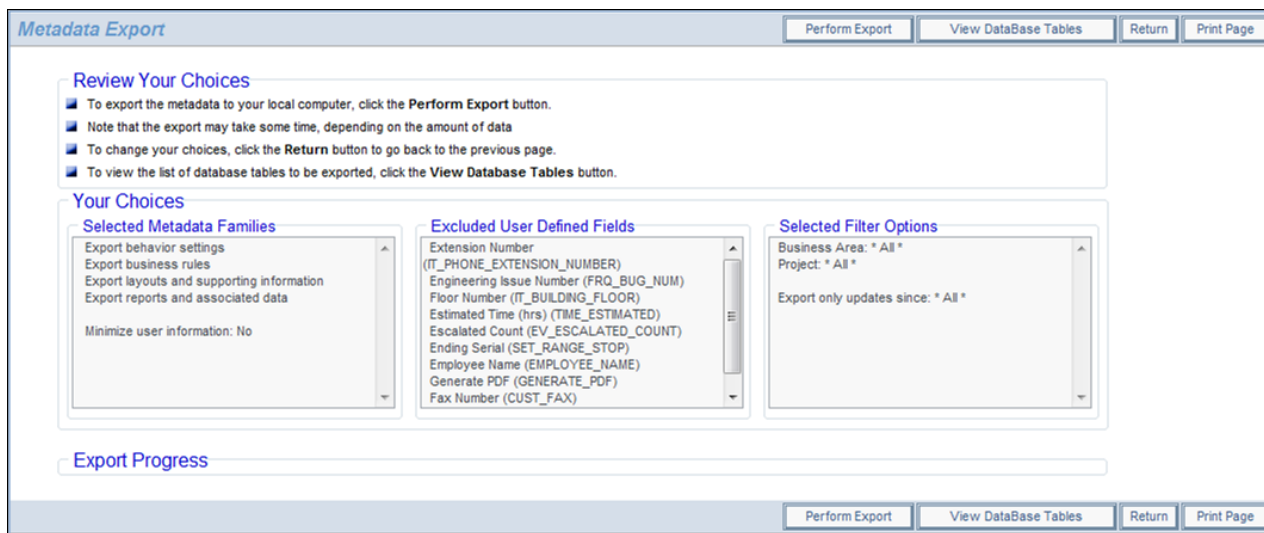 Metadata Export
Perform Export
View DataBase Tables
Return
Print Page
Review Your Choices
To export the metadata to your local computer, click the Perform Export button.
Note that the export may take some time, depending on the amount of data
To change your choices, click the Return button to go back to the previous page.
To view the list of database tables to be exported, click the View Database Tables button.
Your Choices
Selected Metadata Families
Export behavior settings
Export business rules
Export layouts and supporting information
Export reports and associated data
Minimize user information: No
Excluded User Defined Fields
Extension Number
(IT_PHONE_EXTENSION_NUMBER)
Engineering Issue Number (FRQ_BUG_NUM)
Floor Number (IT_BUILDING_FLOOR)
Estimated Time (hrs) (TIME_ESTIMATED)
Escalated Count (EV_ESCALATED_COUNT)
Ending Serial (SET_RANGE_STOP)
Employee Name (EMPLOYEE_NAME)
Generate PDF (GENERATE_PDF)
Fax Number (CUST_FAX)
Selected Filter Options
Business Area: * All *
Project: * All *
Export only updates since: * All *
Export Progress
Perform Export
View DataBase Tables
Return
Print Page